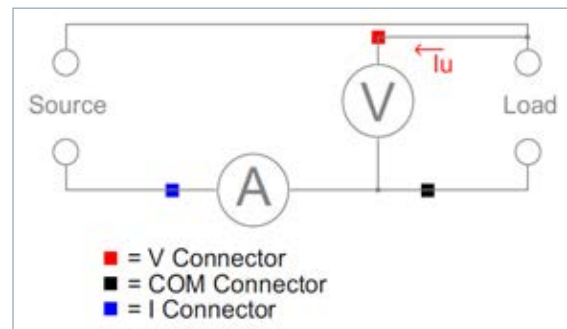 Iu
Source
V
Load
A
= V Connector
= COM Connector
= I Connector